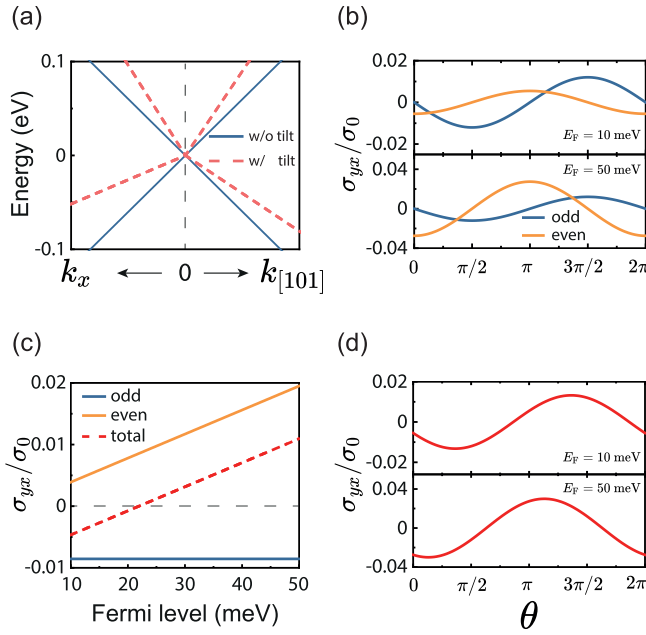 (a)
0.1
0
-0.1
Energy (eV)
w/o tilt
w/ tilt
kₓ ← 0 → k[101]
(b)
0.02
0
-0.02
E_F = 10 meV
0.04
0
-0.04
E_F = 50 meV
odd
even
σ_yx/σ_0
0 π/2 π 3π/2 2π
(c)
0.02
0.01
0
-0.01
σ_yx/σ_0
odd
even
total
10 20 30 40 50
Fermi level (meV)
(d)
0.02
0
-0.02
E_F = 10 meV
0.04
0
-0.04
E_F = 50 meV
σ_yx/σ_0
0 π/2 π 3π/2 2π
θ